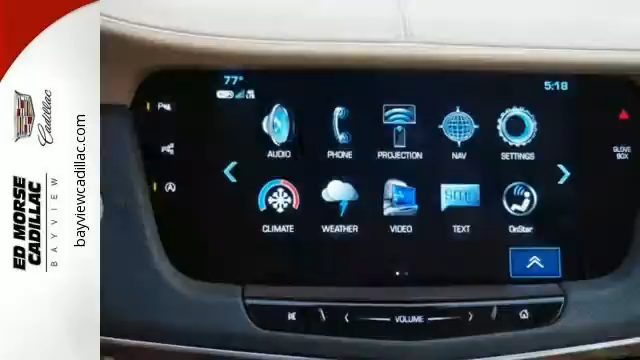 Cadillac
ED MORSE
CADILLAC
BAYVIEW
bayviewcadillac.com
77°
5:18
AUDIO
PHONE
PROJECTION
NAV
SETTINGS
CLIMATE
WEATHER
VIDEO
TEXT
OnStar
GLOVE
BOX
VOLUME